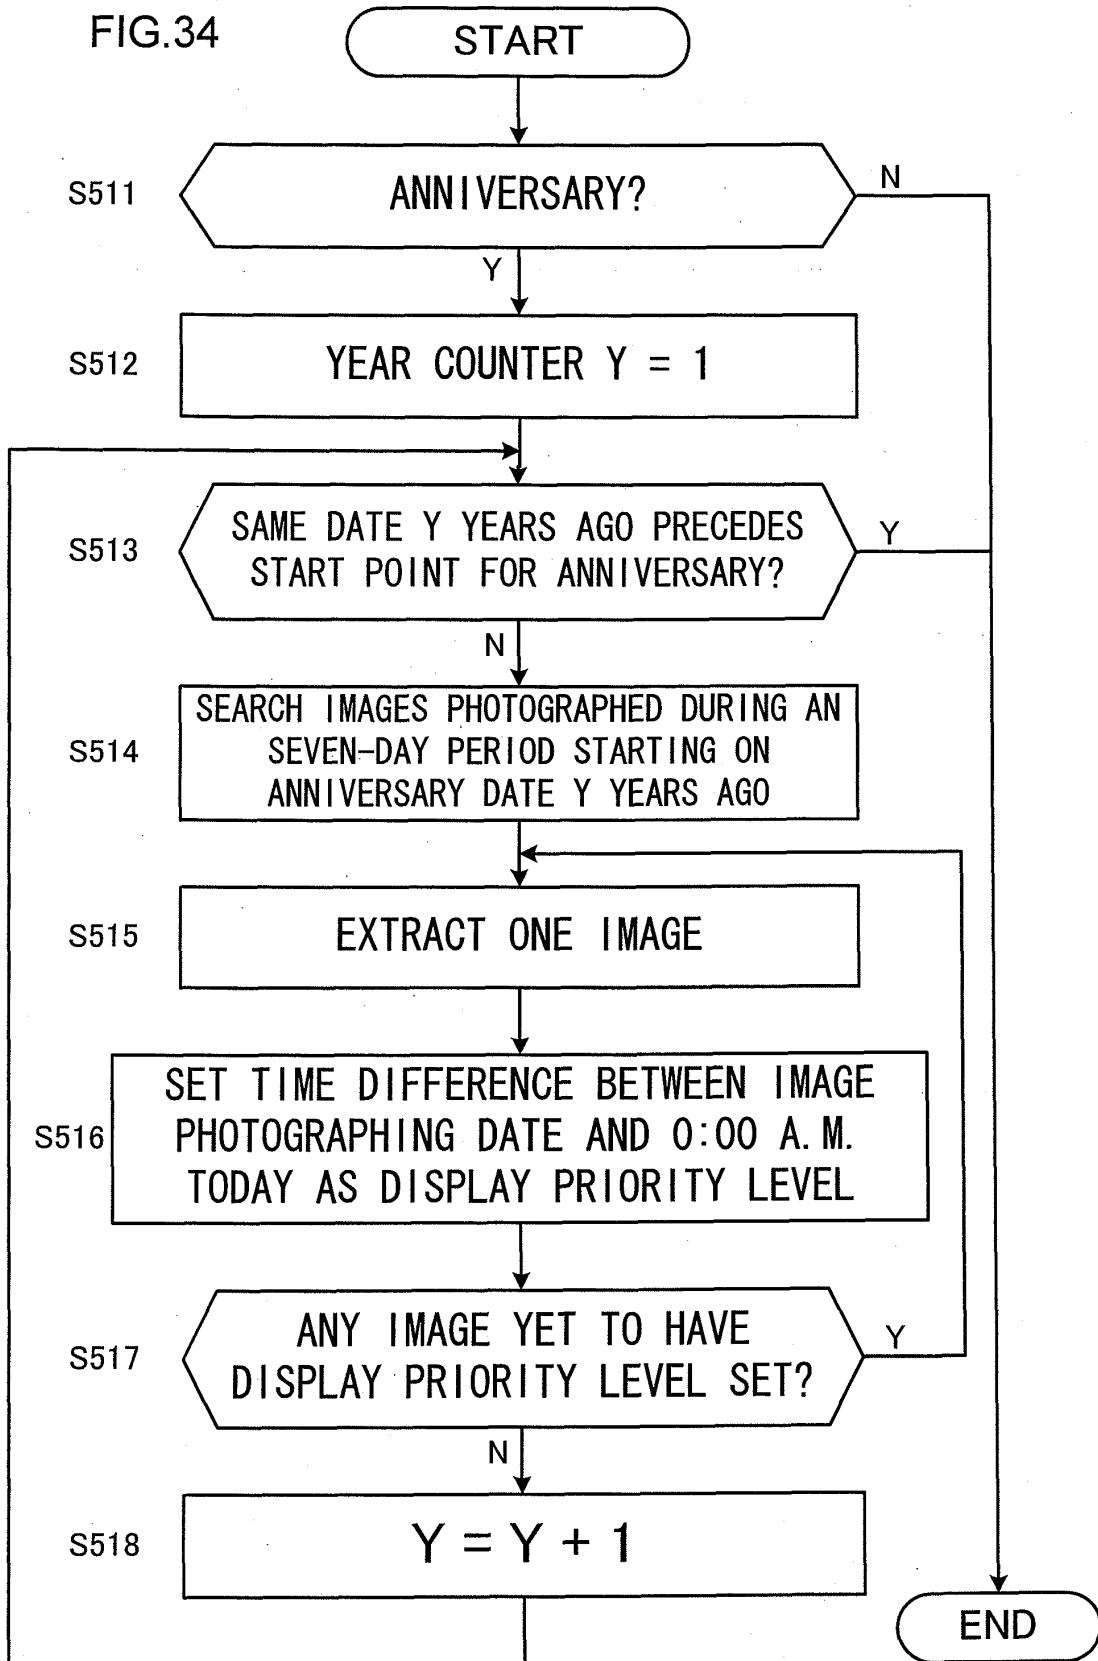 FIG.34
START
S511
ANNIVERSARY?
N
Y
S512
YEAR COUNTER Y = 1
S513
SAME DATE Y YEARS AGO PRECEDES
START POINT FOR ANNIVERSARY?
Y
N
S514
SEARCH IMAGES PHOTOGRAPHED DURING AN
SEVEN-DAY PERIOD STARTING ON
ANNIVERSARY DATE Y YEARS AGO
S515
EXTRACT ONE IMAGE
S516
SET TIME DIFFERENCE BETWEEN IMAGE
PHOTOGRAPHING DATE AND 0:00 A.M.
TODAY AS DISPLAY PRIORITY LEVEL
S517
ANY IMAGE YET TO HAVE
DISPLAY PRIORITY LEVEL SET?
Y
N
S518
Y = Y + 1
END